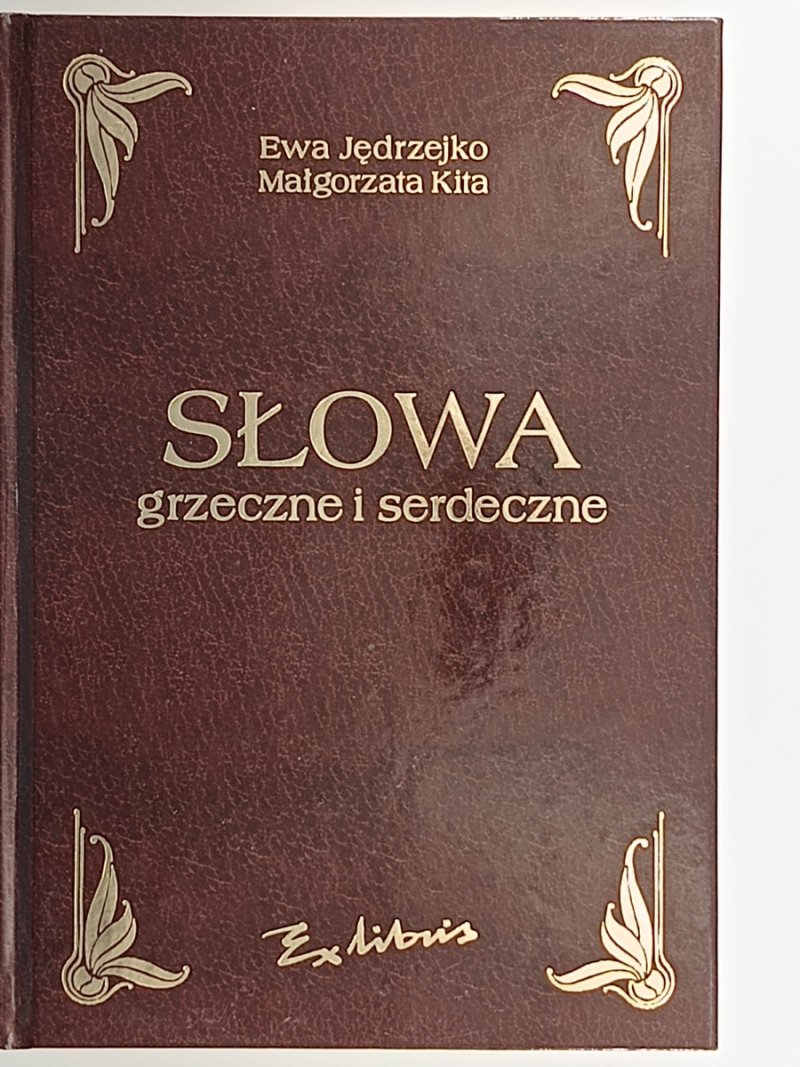 Ewa Jędrzejko
Małgorzata Kita
SŁOWA
grzeczne i serdeczne
Ex libris